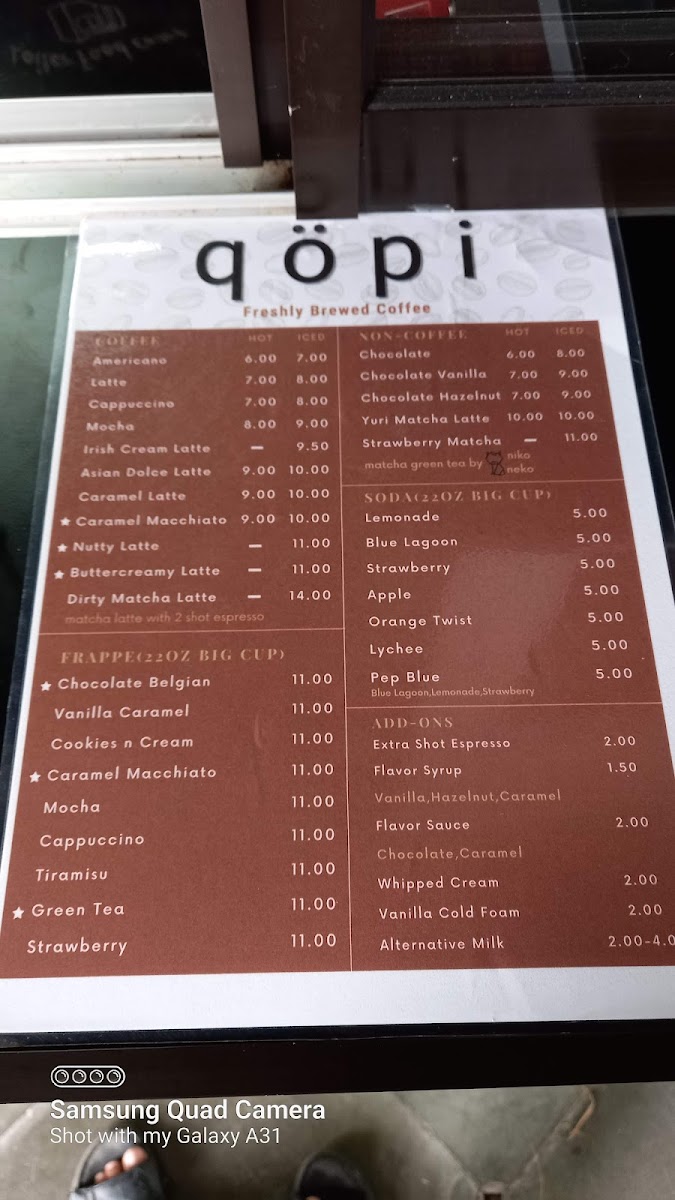 qöpi
Freshly Brewed Coffee
COFFEE HOT ICED
Americano 6.00 7.00
Latte 7.00 8.00
Cappuccino 7.00 8.00
Mocha 8.00 9.00
Irish Cream Latte — 9.50
Asian Dolce Latte 9.00 10.00
Caramel Latte 9.00 10.00
★ Caramel Macchiato 9.00 10.00
★ Nutty Latte — 11.00
★ Buttercreamy Latte — 11.00
Dirty Matcha Latte — 14.00
matcha latte with 2 shot espresso
FRAPPE(22OZ BIG CUP)
★ Chocolate Belgian 11.00
Vanilla Caramel 11.00
Cookies n Cream 11.00
★ Caramel Macchiato 11.00
Mocha 11.00
Cappuccino 11.00
Tiramisu 11.00
★ Green Tea 11.00
Strawberry 11.00
NON-COFFEE HOT ICED
Chocolate 6.00 8.00
Chocolate Vanilla 7.00 9.00
Chocolate Hazelnut 7.00 9.00
Yuri Matcha Latte 10.00 10.00
Strawberry Matcha — 11.00
matcha green tea by niko
neko
SODA(22OZ BIG CUP)
Lemonade 5.00
Blue Lagoon 5.00
Strawberry 5.00
Apple 5.00
Orange Twist 5.00
Lychee 5.00
Pep Blue 5.00
Blue Lagoon,Lemonade,Strawberry
ADD-ONS
Extra Shot Espresso 2.00
Flavor Syrup 1.50
Vanilla,Hazelnut,Caramel
Flavor Sauce 2.00
Chocolate,Caramel
Whipped Cream 2.00
Vanilla Cold Foam 2.00
Alternative Milk 2.00-4.0
Samsung Quad Camera
Shot with my Galaxy A31